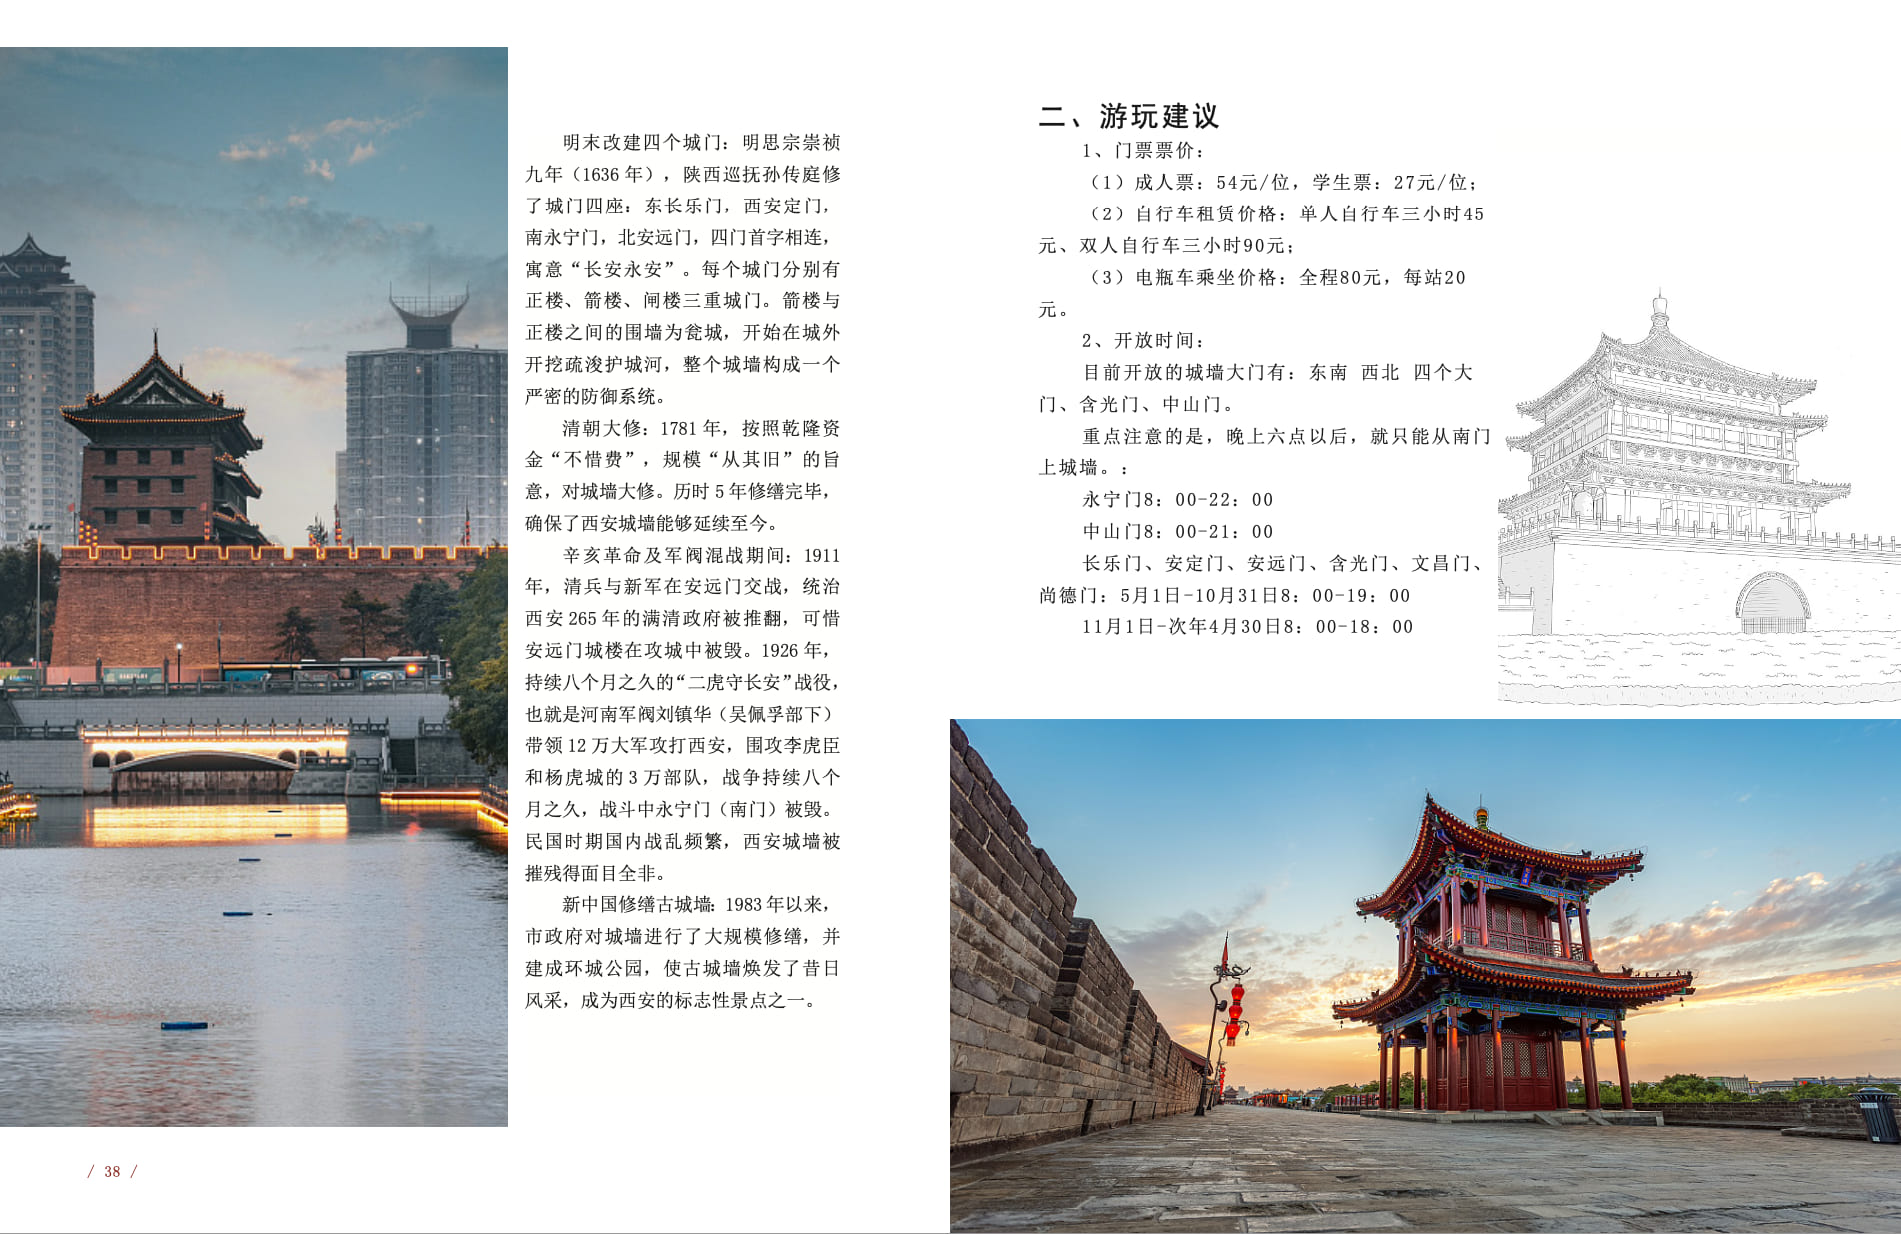 明末改建四个城门：明思宗崇祯
九年（1636 年），陕西巡抚孙传庭修
了城门四座：东长乐门，西安定门，
南永宁门，北安远门，四门首字相连，
寓意“长安永安”。每个城门分别有
正楼、箭楼、闸楼三重城门。箭楼与
正楼之间的围墙为瓮城，开始在城外
开挖疏浚护城河，整个城墙构成一个
严密的防御系统。
清朝大修：1781 年，按照乾隆资
金“不惜费”，规模“从其旧”的旨
意，对城墙大修。历时 5 年修缮完毕，
确保了西安城墙能够延续至今。
辛亥革命及军阀混战期间：1911
年，清兵与新军在安远门交战，统治
西安 265 年的满清政府被推翻，可惜
安远门城楼在攻城中被毁。1926 年，
持续八个月之久的“二虎守长安”战役，
也就是河南军阀刘镇华（吴佩孚部下）
带领 12 万大军攻打西安，围攻李虎臣
和杨虎城的 3 万部队，战争持续八个
月之久，战斗中永宁门（南门）被毁。
民国时期国内战乱频繁，西安城墙被
摧残得面目全非。
新中国修缮古城墙：1983 年以来，
市政府对城墙进行了大规模修缮，并
建成环城公园，使古城墙焕发了昔日
风采，成为西安的标志性景点之一。
/ 38 /
二、游玩建议
1、门票票价：
（1）成人票：54元/位，学生票：27元/位；
（2）自行车租赁价格：单人自行车三小时45
元、双人自行车三小时90元；
（3）电瓶车乘坐价格：全程80元，每站20
元。
2、开放时间：
目前开放的城墙大门有：东南 西北 四个大
门、含光门、中山门。
重点注意的是，晚上六点以后，就只能从南门
上城墙。：
永宁门8：00-22：00
中山门8：00-21：00
长乐门、安定门、安远门、含光门、文昌门、
尚德门：5月1日-10月31日8：00-19：00
11月1日-次年4月30日8：00-18：00